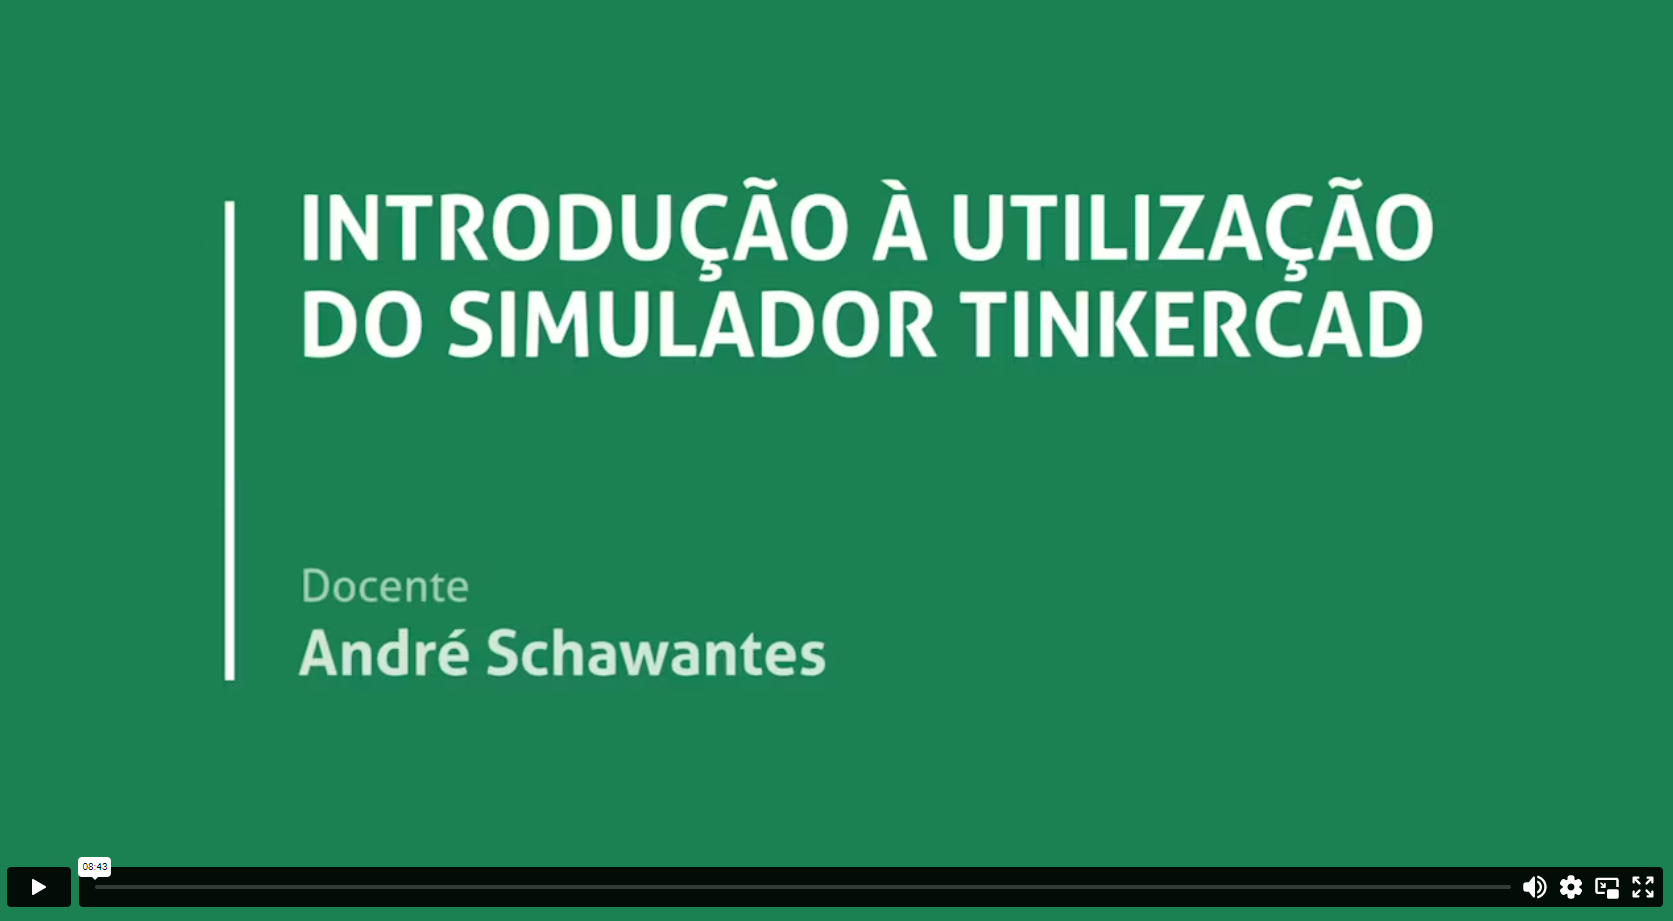 INTRODUÇÃO À UTILIZAÇÃO
DO SIMULADOR TINKERCAD
Docente
André Schawantes
08:43